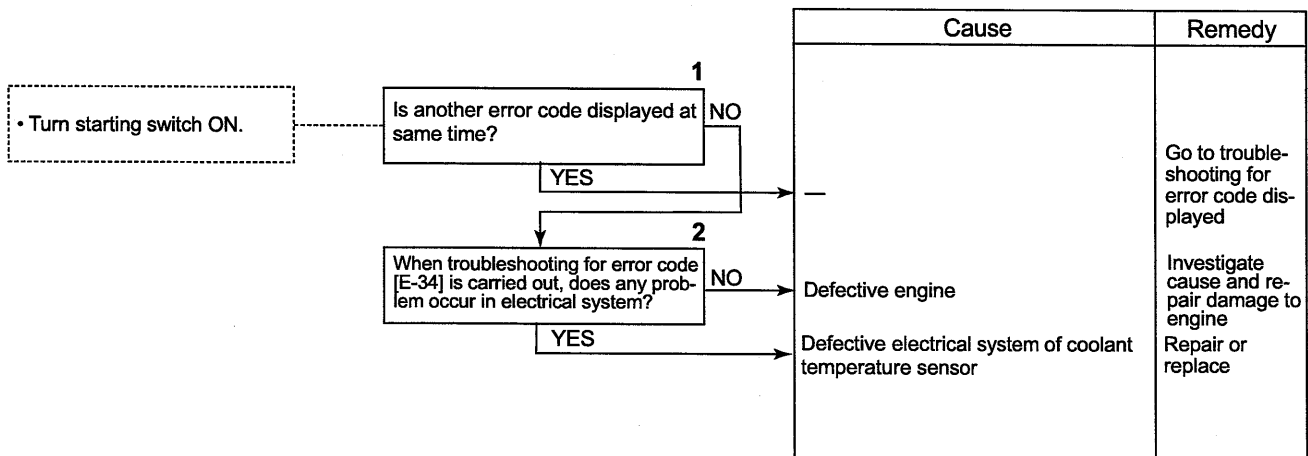 Cause
Remedy
1
• Turn starting switch ON.
Is another error code displayed at
same time?
NO
YES
—
Go to trouble-
shooting for
error code dis-
played
2
When troubleshooting for error code
[E-34] is carried out, does any prob-
lem occur in electrical system?
NO
Defective engine
Investigate
cause and re-
pair damage to
engine
YES
Defective electrical system of coolant
temperature sensor
Repair or
replace